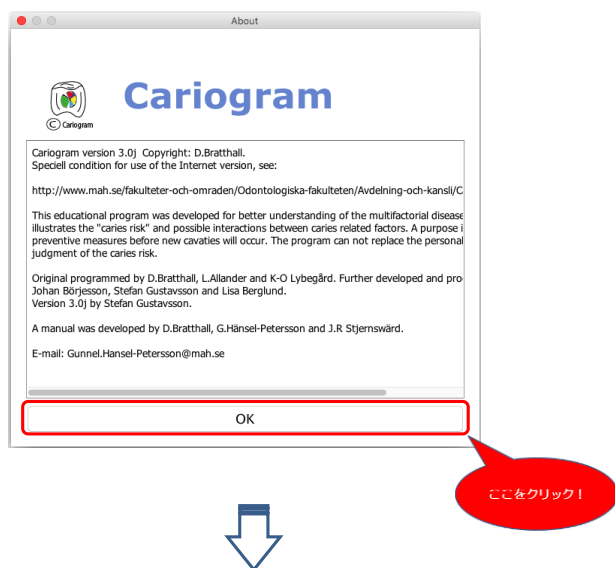 About
Cariogram
© Cariogram
Cariogram version 3.0j Copyright: D.Bratthall.
Speciell condition for use of the Internet version, see:
http://www.mah.se/fakulteter-och-omraden/Odontologiska-fakulteten/Avdelning-och-kansli/C
This educational program was developed for better understanding of the multifactorial disease
illustrates the "caries risk" and possible interactions between caries related factors. A purpose i
preventive measures before new cavaties will occur. The program can not replace the personal
judgment of the caries risk.
Original programmed by D.Bratthall, L.Allander and K-O Lybegård. Further developed and pro
Johan Börjesson, Stefan Gustavsson and Lisa Berglund.
Version 3.0j by Stefan Gustavsson.
A manual was developed by D.Bratthall, G.Hänsel-Petersson and J.R Stjernswärd.
E-mail: Gunnel.Hansel-Petersson@mah.se
OK
ここをクリック！